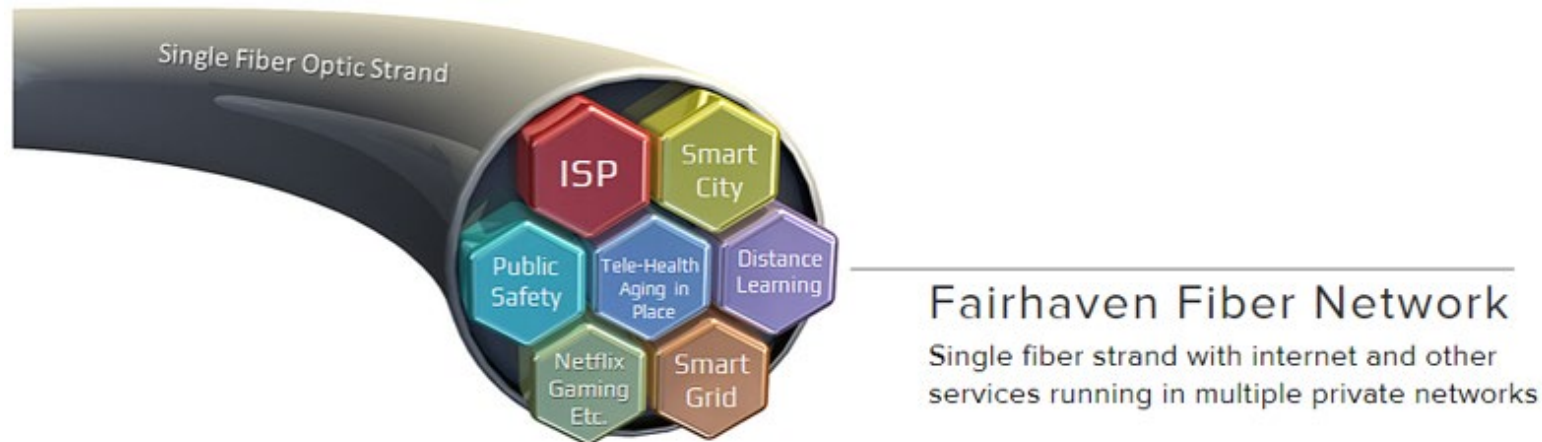 Single Fiber Optic Strand
ISP
Smart
City
Public
Safety
Tele-Health
Aging in
Place
Distance
Learning
Netflix
Gaming
Etc.
Smart
Grid
Fairhaven Fiber Network
Single fiber strand with internet and other
services running in multiple private networks